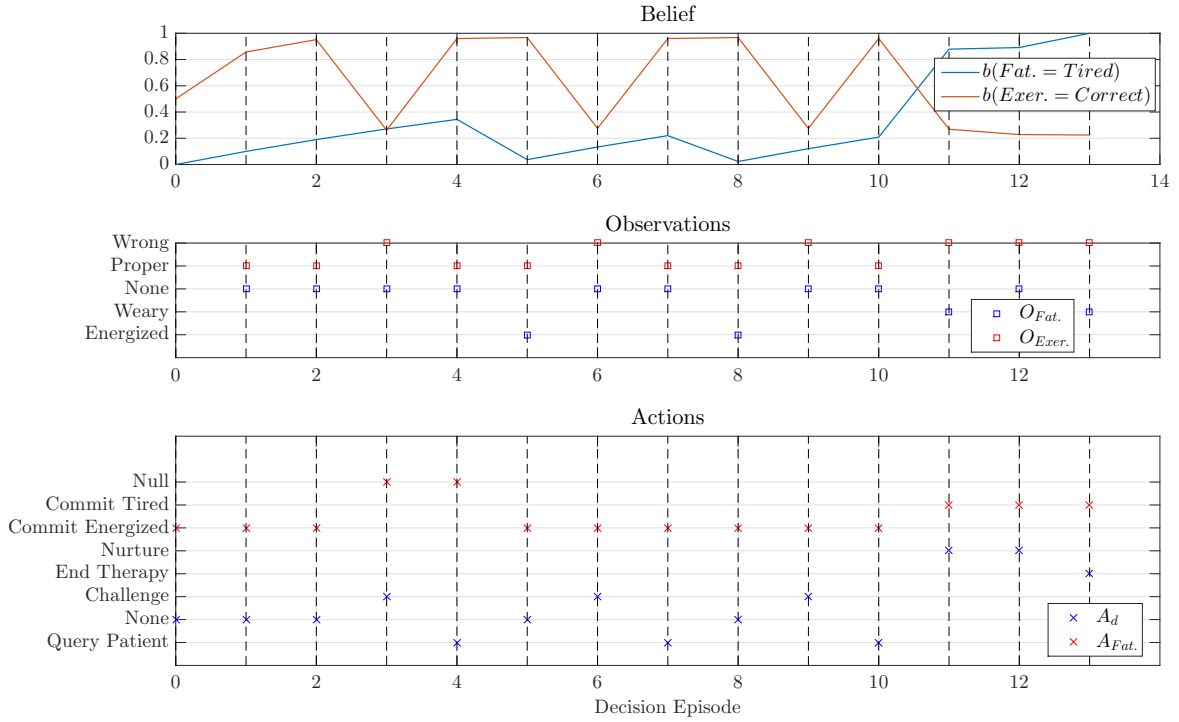 Belief
1
0.8
0.6
0.4
0.2
0
b(Fat. = Tired)
b(Exer. = Correct)
0 2 4 6 8 10 12 14
Observations
Wrong
Proper
None
Weary
Energized
O_Fat.
O_Exer.
0 2 4 6 8 10 12
Actions
Null
Commit Tired
Commit Energized
Nurture
End Therapy
Challenge
None
Query Patient
A_d
A_Fat.
0 2 4 6 8 10 12
Decision Episode